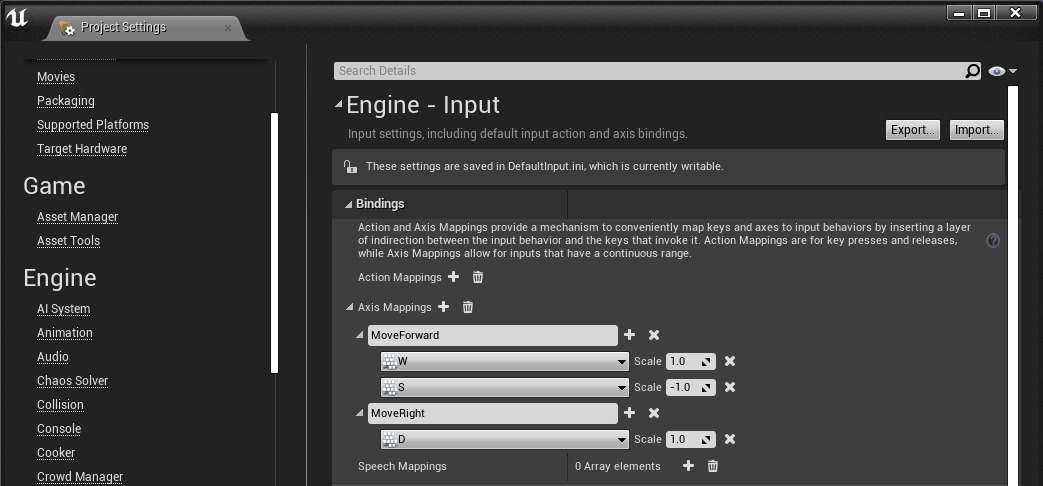 Project Settings
Movies
Packaging
Supported Platforms
Target Hardware
Game
Asset Manager
Asset Tools
Engine
AI System
Animation
Audio
Chaos Solver
Collision
Console
Cooker
Crowd Manager
Search Details
Engine - Input
Input settings, including default input action and axis bindings.
Export...
Import...
These settings are saved in DefaultInput.ini, which is currently writable.
Bindings
Action and Axis Mappings provide a mechanism to conveniently map keys and axes to input behaviors by inserting a layer
of indirection between the input behavior and the keys that invoke it. Action Mappings are for key presses and releases,
while Axis Mappings allow for inputs that have a continuous range.
Action Mappings
Axis Mappings
MoveForward
W Scale 1.0
S Scale -1.0
MoveRight
D Scale 1.0
Speech Mappings 0 Array elements